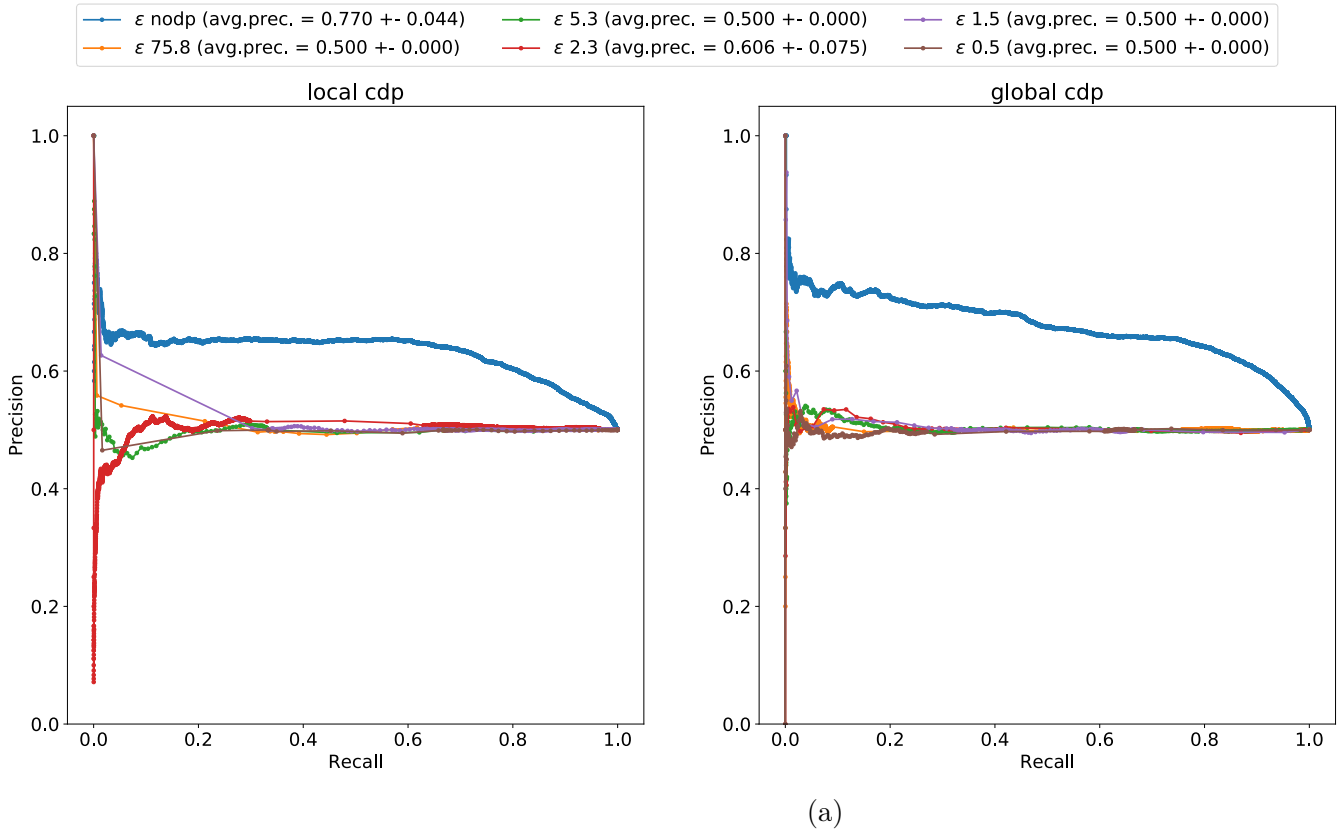 ε nodp (avg.prec. = 0.770 +- 0.044)
ε 75.8 (avg.prec. = 0.500 +- 0.000)
ε 5.3 (avg.prec. = 0.500 +- 0.000)
ε 2.3 (avg.prec. = 0.606 +- 0.075)
ε 1.5 (avg.prec. = 0.500 +- 0.000)
ε 0.5 (avg.prec. = 0.500 +- 0.000)
local cdp
Precision
1.0
0.8
0.6
0.4
0.2
0.0
0.0 0.2 0.4 0.6 0.8 1.0
Recall
global cdp
Precision
1.0
0.8
0.6
0.4
0.2
0.0
0.0 0.2 0.4 0.6 0.8 1.0
Recall
(a)